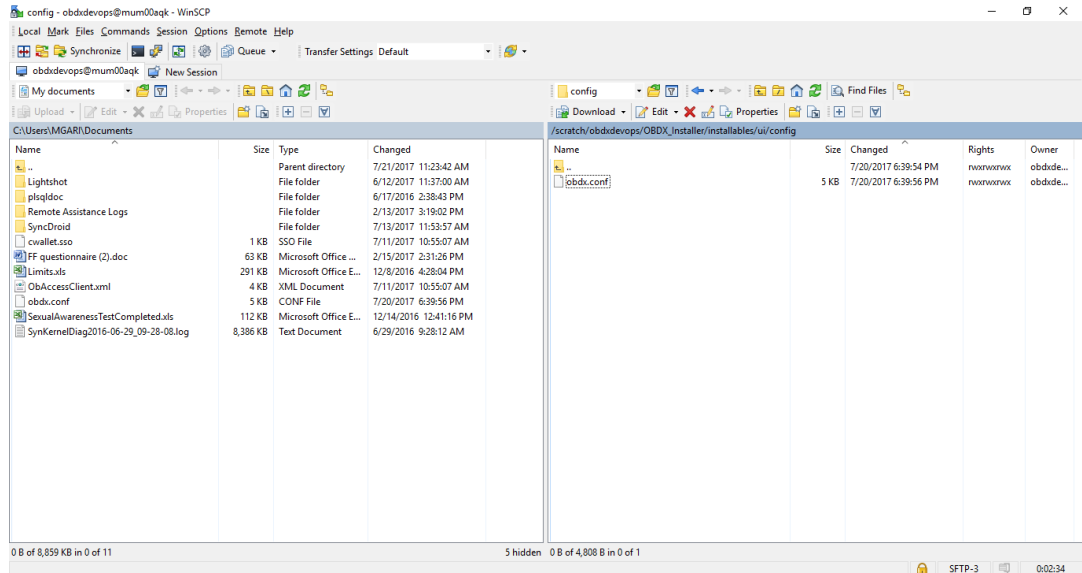 config - obdxdevops@mum00aqk - WinSCP
Local Mark Files Commands Session Options Remote Help
Synchronize Queue Transfer Settings Default
obdxdevops@mum00aqk New Session
My documents
Upload Edit Properties
C:\Users\MGARI\Documents
Name Size Type Changed
.. Parent directory 7/21/2017 11:23:42 AM
Lightshot File folder 6/12/2017 11:37:00 AM
plsqldoc File folder 6/17/2016 2:38:43 PM
Remote Assistance Logs File folder 2/13/2017 3:19:02 PM
SyncDroid File folder 7/13/2017 11:53:57 AM
cwallet.sso 1 KB SSO File 7/11/2017 10:55:07 AM
FF questionnaire (2).doc 63 KB Microsoft Office ... 2/15/2017 2:31:26 PM
Limits.xls 291 KB Microsoft Office E... 12/8/2016 4:28:04 PM
ObAccessClient.xml 4 KB XML Document 7/11/2017 10:55:07 AM
obdx.conf 5 KB CONF File 7/20/2017 6:39:56 PM
SexualAwarenessTestCompleted.xls 112 KB Microsoft Office E... 12/14/2016 12:41:16 PM
SynKernelDiag2016-06-29_09-28-08.log 8,386 KB Text Document 6/29/2016 9:28:12 AM
0 B of 8,859 KB in 0 of 11 5 hidden
config Find Files
Download Edit Properties
/scratch/obdxdevops/OBDX_Installer/installables/ui/config
Name Size Changed Rights Owner
.. 7/20/2017 6:39:54 PM rwxrwxrwx obdxde...
obdx.conf 5 KB 7/20/2017 6:39:56 PM rwxrwxrwx obdxde...
0 B of 4,808 B in 0 of 1
SFTP-3 0:02:34